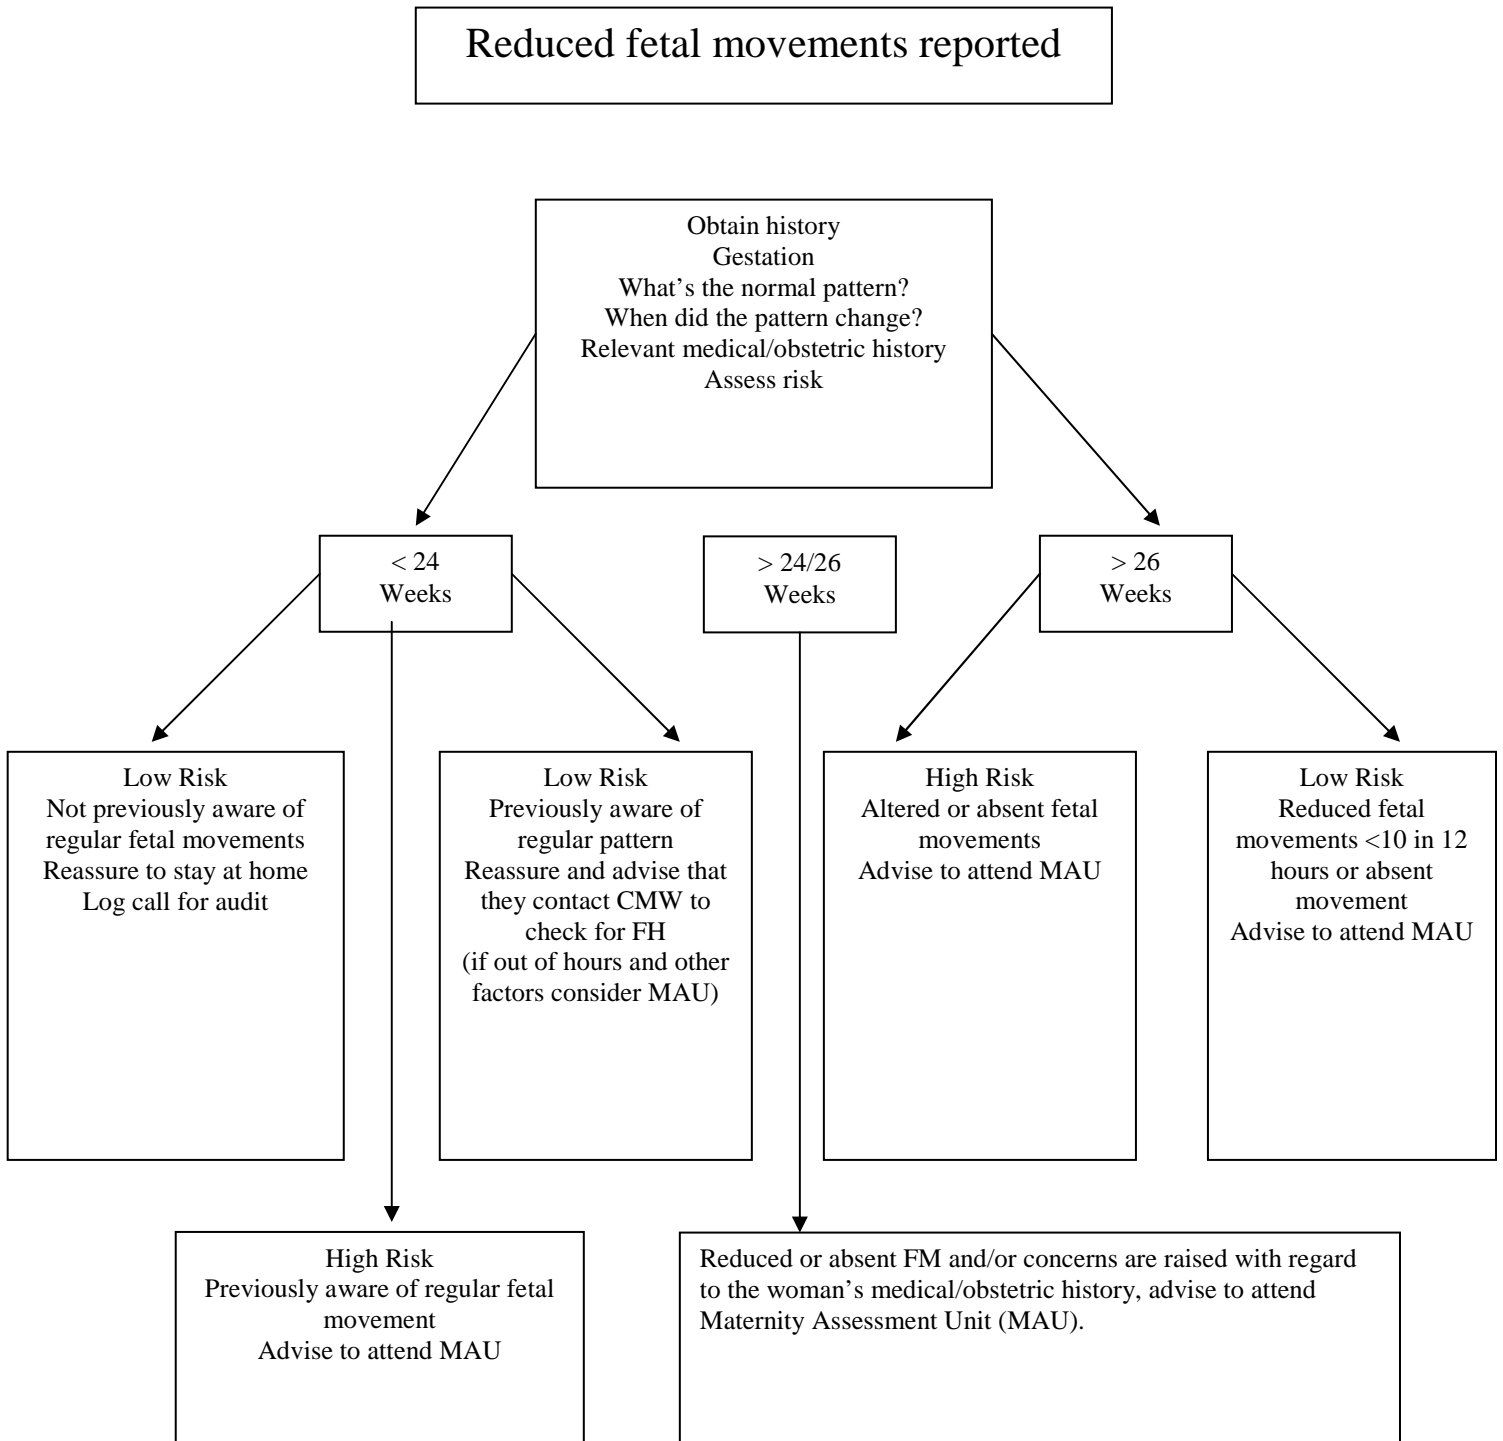 Reduced fetal movements reported
Obtain history
Gestation
What’s the normal pattern?
When did the pattern change?
Relevant medical/obstetric history
Assess risk
< 24
Weeks
> 24/26
Weeks
> 26
Weeks
Low Risk
Not previously aware of
regular fetal movements
Reassure to stay at home
Log call for audit
Low Risk
Previously aware of
regular pattern
Reassure and advise that
they contact CMW to
check for FH
(if out of hours and other
factors consider MAU)
High Risk
Altered or absent fetal
movements
Advise to attend MAU
Low Risk
Reduced fetal
movements <10 in 12
hours or absent
movement
Advise to attend MAU
High Risk
Previously aware of regular fetal
movement
Advise to attend MAU
Reduced or absent FM and/or concerns are raised with regard
to the woman’s medical/obstetric history, advise to attend
Maternity Assessment Unit (MAU).